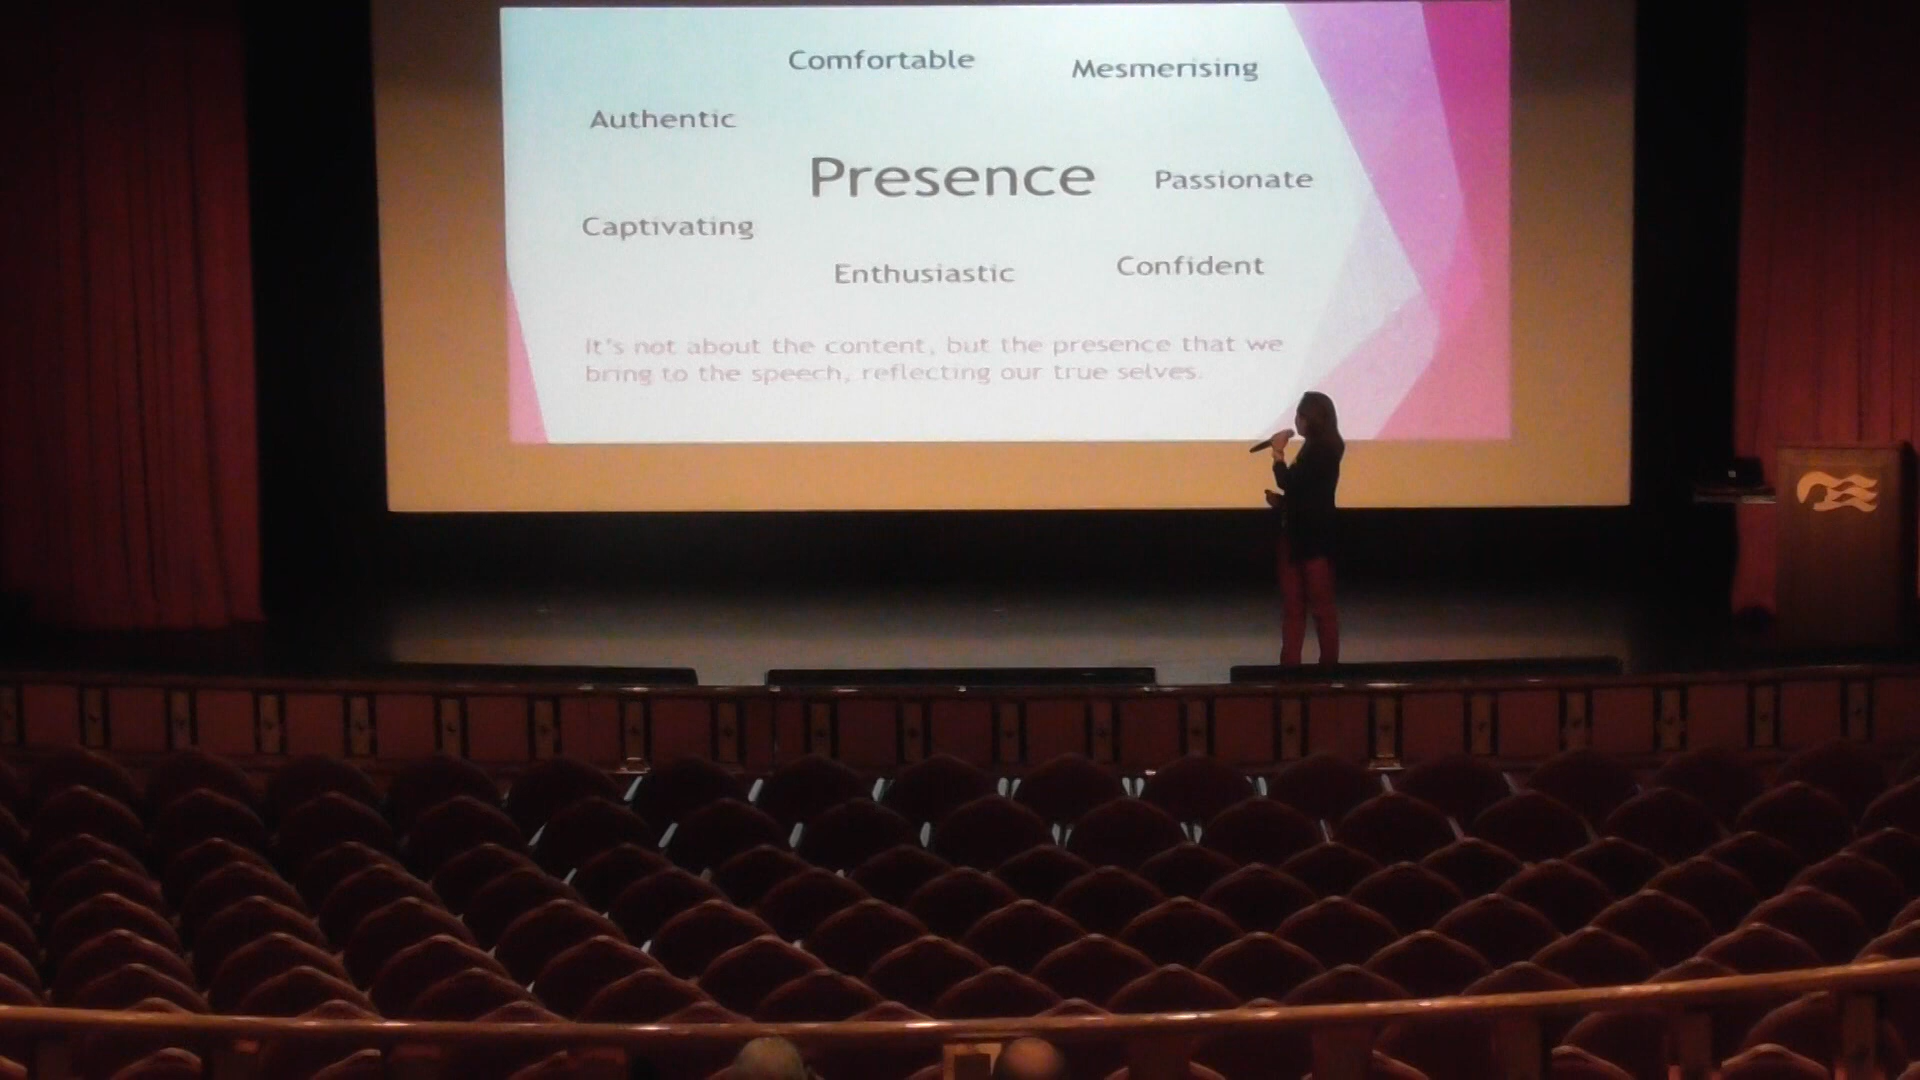 Comfortable
Mesmerising
Authentic
Presence
Passionate
Captivating
Enthusiastic
Confident
It's not about the content, but the presence that we
bring to the speech, reflecting our true selves.